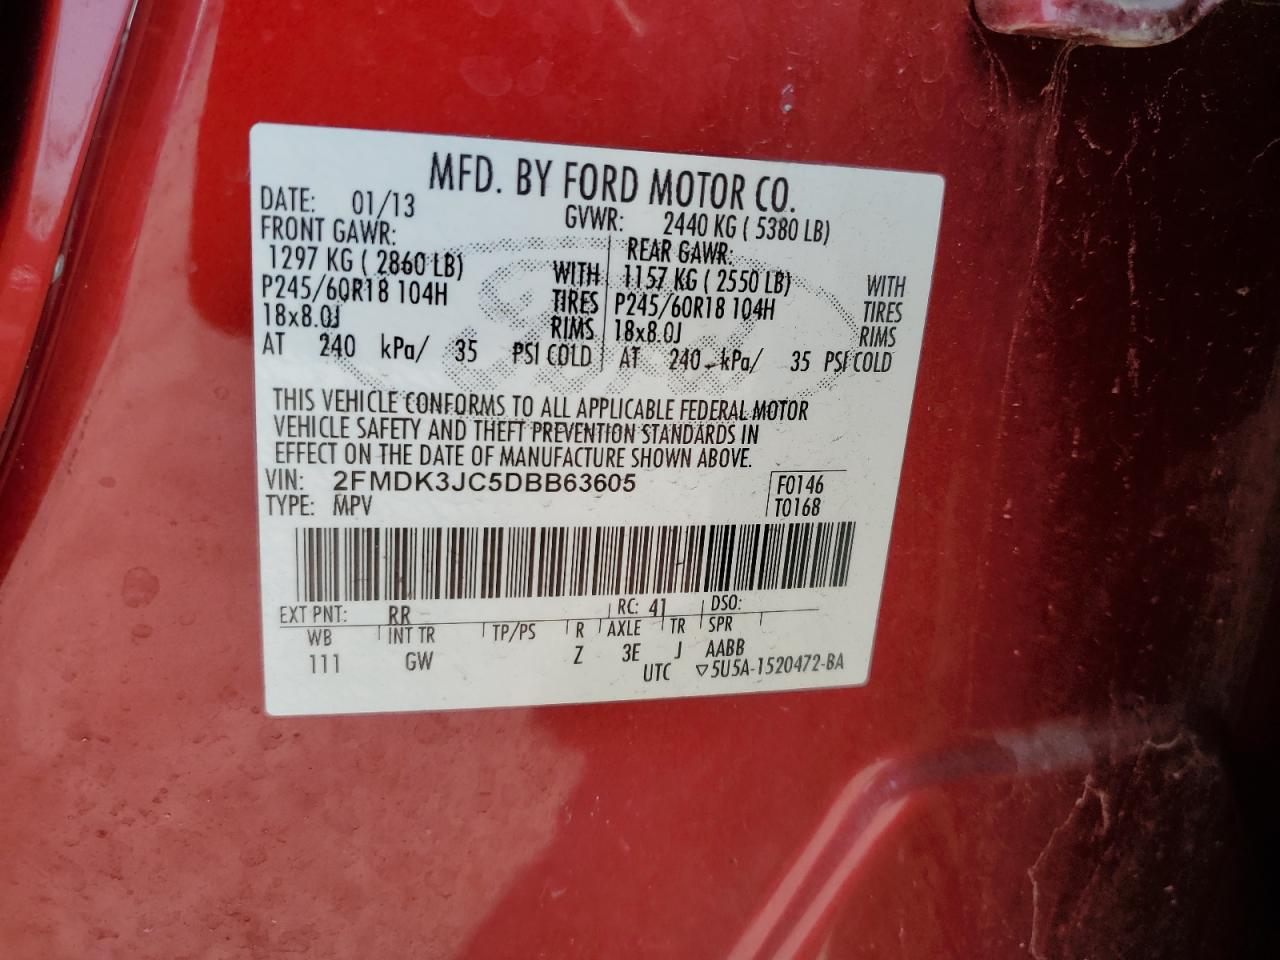 MFD. BY FORD MOTOR CO.
DATE: 01/13 GVWR: 2440 KG ( 5380 LB)
FRONT GAWR: REAR GAWR:
1297 KG ( 2860 LB) WITH 1157 KG ( 2550 LB) WITH
P245/60R18 104H TIRES P245/60R18 104H TIRES
18x8.0J RIMS 18x8.0J RIMS
AT 240 kPa/ 35 PSI COLD AT 240 kPa/ 35 PSI COLD
THIS VEHICLE CONFORMS TO ALL APPLICABLE FEDERAL MOTOR
VEHICLE SAFETY AND THEFT PREVENTION STANDARDS IN
EFFECT ON THE DATE OF MANUFACTURE SHOWN ABOVE.
VIN: 2FMDK3JC5DBB63605 F0146
TYPE: MPV T0168
EXT PNT: RR RC: 41 DSO:
WB INT TR TP/PS R AXLE TR SPR
111 GW Z 3E J AABB
UTC ▽5U5A-1520472-BA